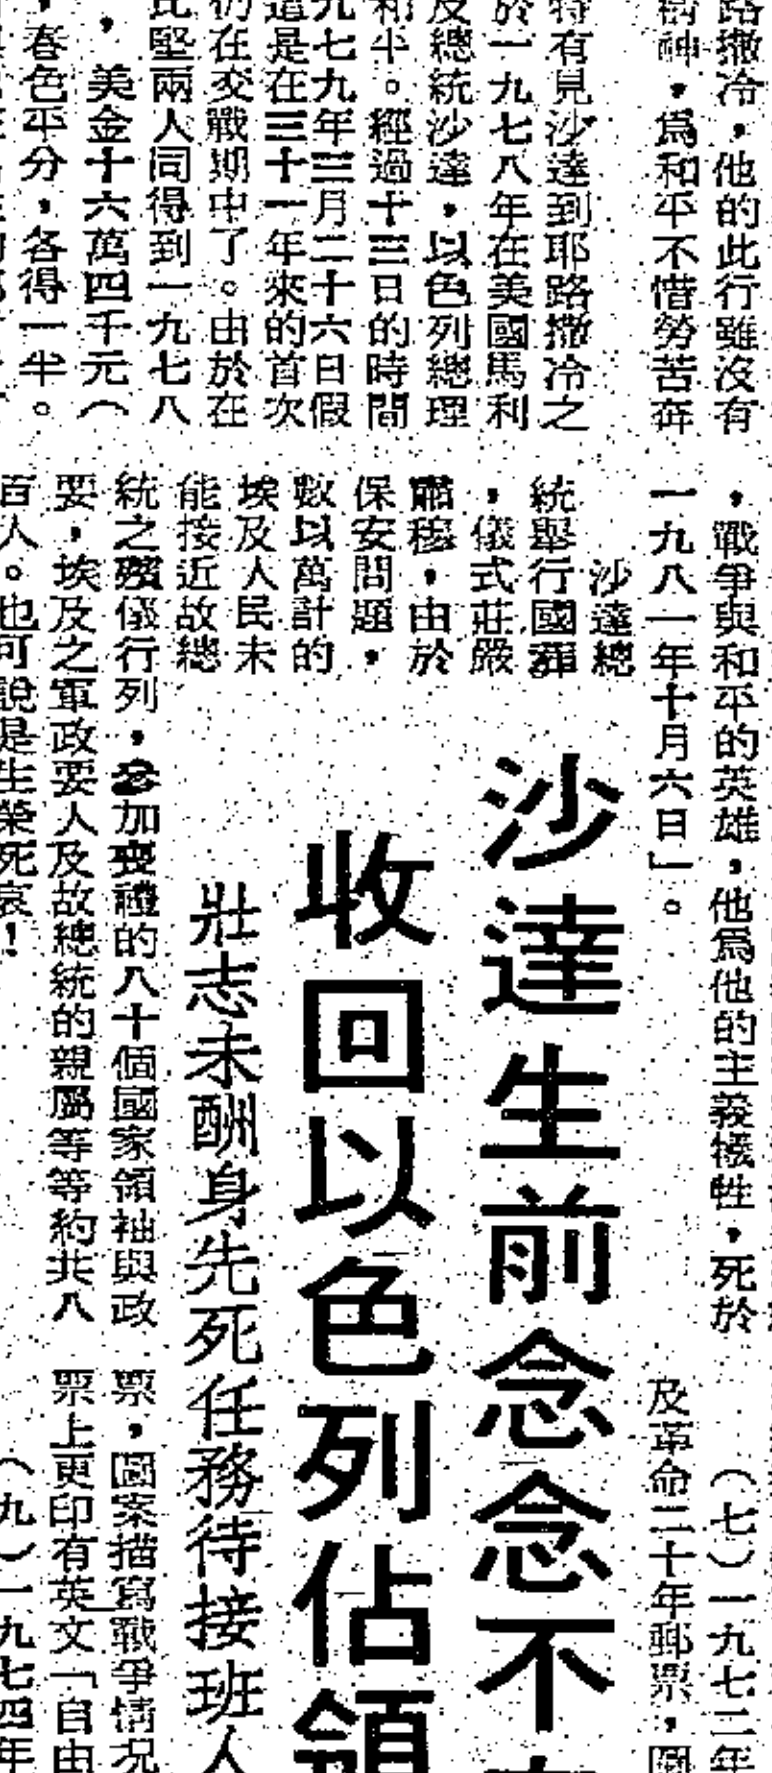 路撒冷，他的此行雖沒有
神，為和平不惜勞苦奔
特有見沙達到耶路撒冷之
於一九七八年在美國馬利
及總統沙達，以色列總理
和平。經過十三日的時間
九七九年三月二十六日假
這是在三十一年來的首次
仍在交戰期中了。由於在
此堅兩人同得到一九七八
，美金十六萬四千元（
，春色平分，各得一半。
，戰爭與和平的英雄，他為他的主義犧牲，死於
一九八一年十月六日」。
沙達生前念念不
收回以色列佔領
壯志未酬身先死任務待接班人
沙達總
統舉行國葬
，儀式莊嚴
肅穆，由於
保安問題，
數以萬計的
埃及人民未
能接近故總
統之殯儀行列，參加喪禮的八十個國家領袖與政
要，埃及之軍政要人及故總統的親屬等等約共八
百人。也可說是生榮死哀！
（七）一九七二年
及革命二十年郵票，圖
票，圖案描寫戰爭情況
票上更印有英文「自由
（九）一九七四年